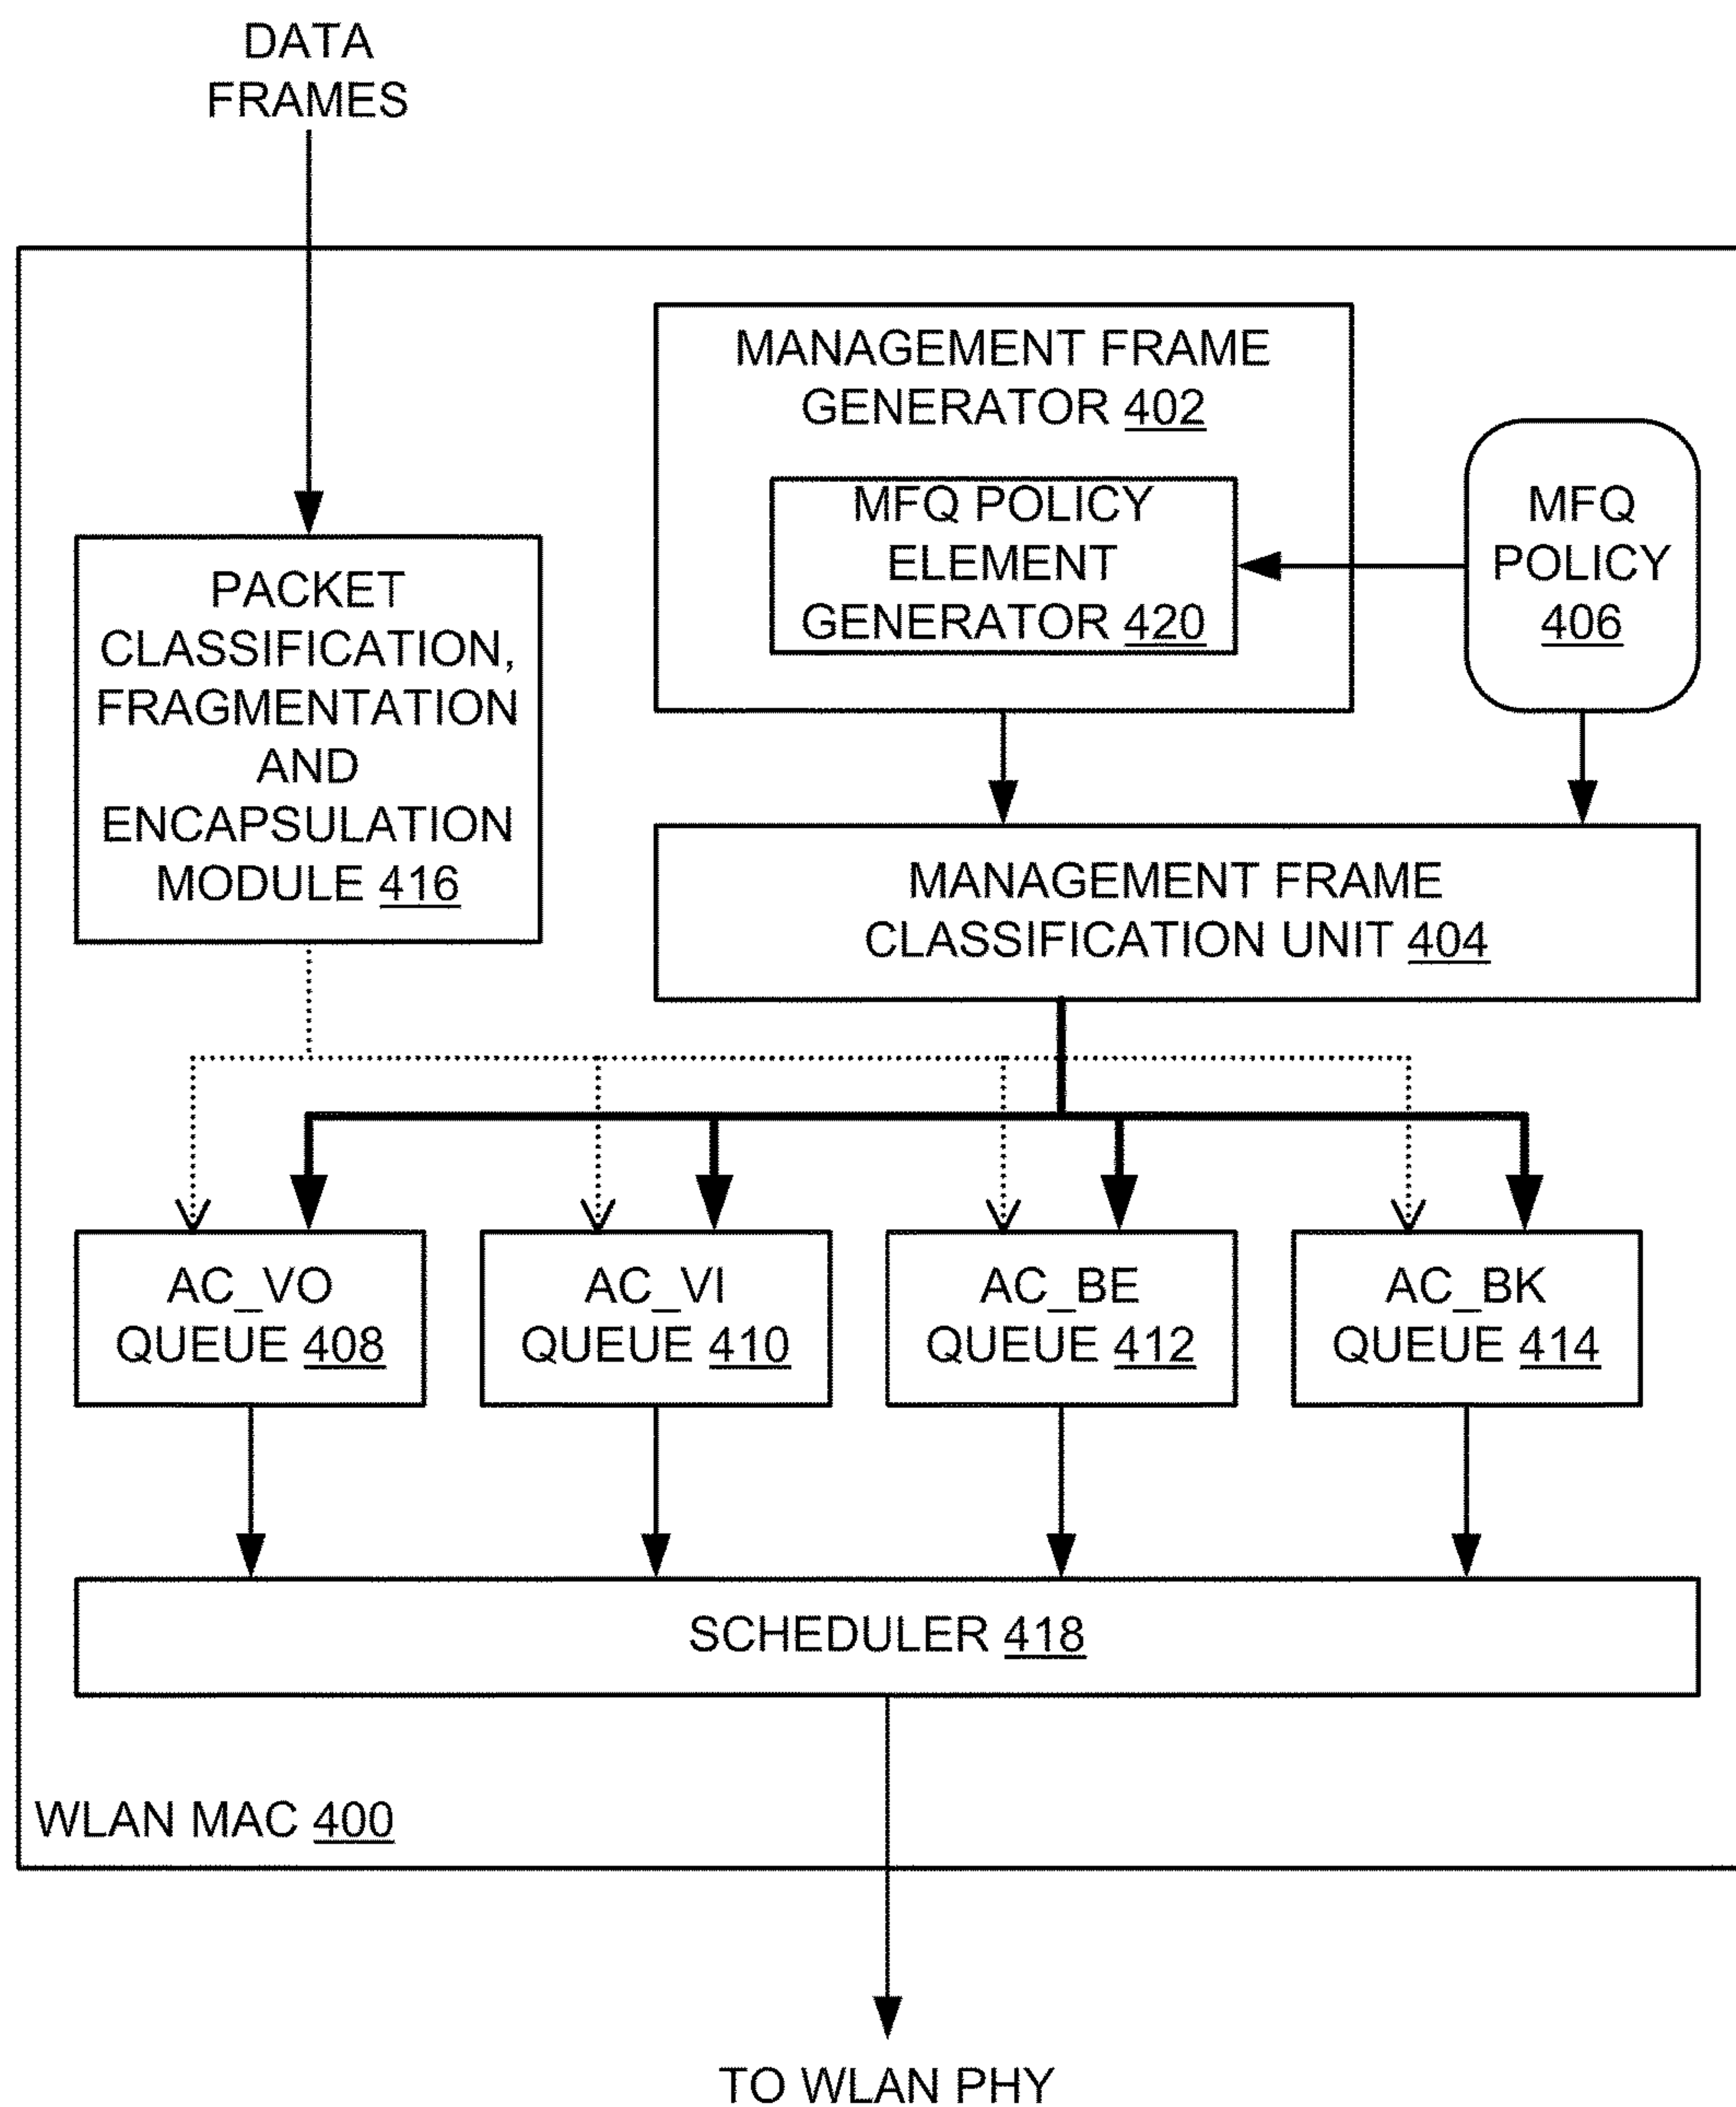 DATA
FRAMES
MANAGEMENT FRAME
GENERATOR 402
MFQ POLICY
ELEMENT
GENERATOR 420
MFQ
POLICY
406
PACKET
CLASSIFICATION,
FRAGMENTATION
AND
ENCAPSULATION
MODULE 416
MANAGEMENT FRAME
CLASSIFICATION UNIT 404
AC_VO
QUEUE 408
AC_VI
QUEUE 410
AC_BE
QUEUE 412
AC_BK
QUEUE 414
SCHEDULER 418
WLAN MAC 400
TO WLAN PHY